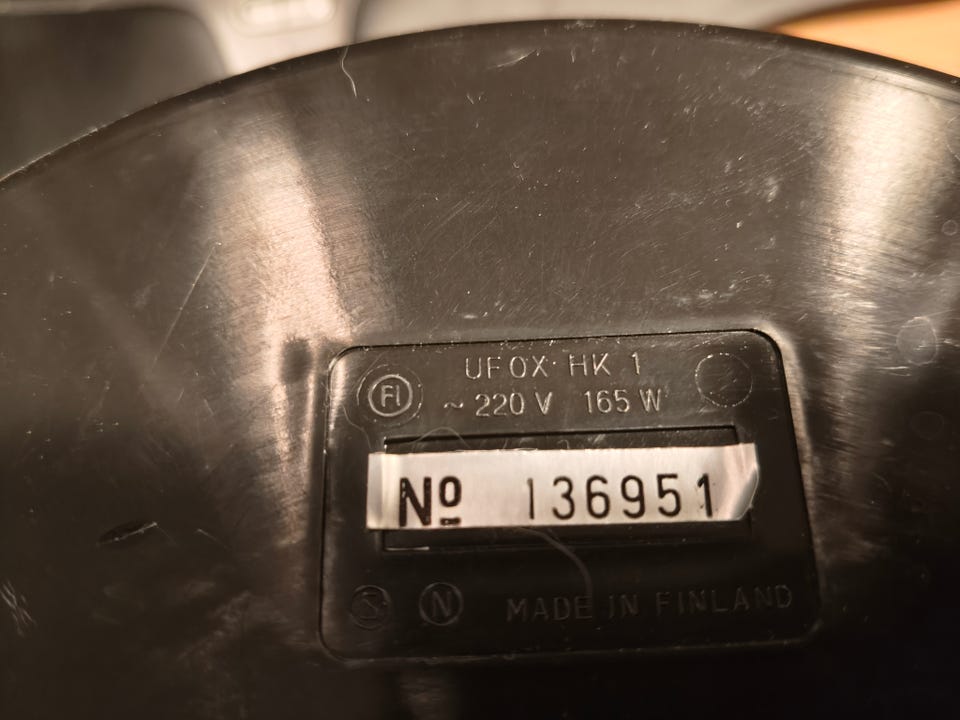 UFOX HK 1
FI ~ 220 V 165 W
Nº 136951
S N MADE IN FINLAND